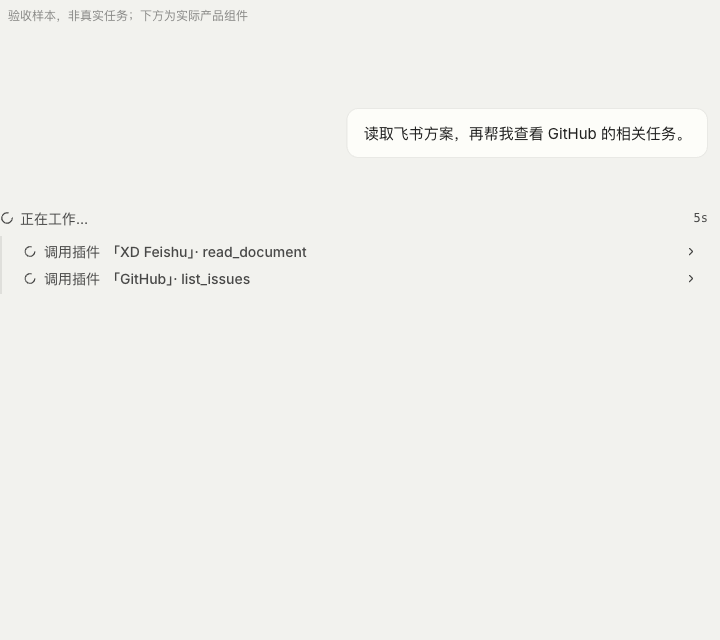 验收样本，非真实任务；下方为实际产品组件
读取飞书方案，再帮我查看 GitHub 的相关任务。
正在工作... 5s
调用插件 「XD Feishu」· read_document
调用插件 「GitHub」· list_issues